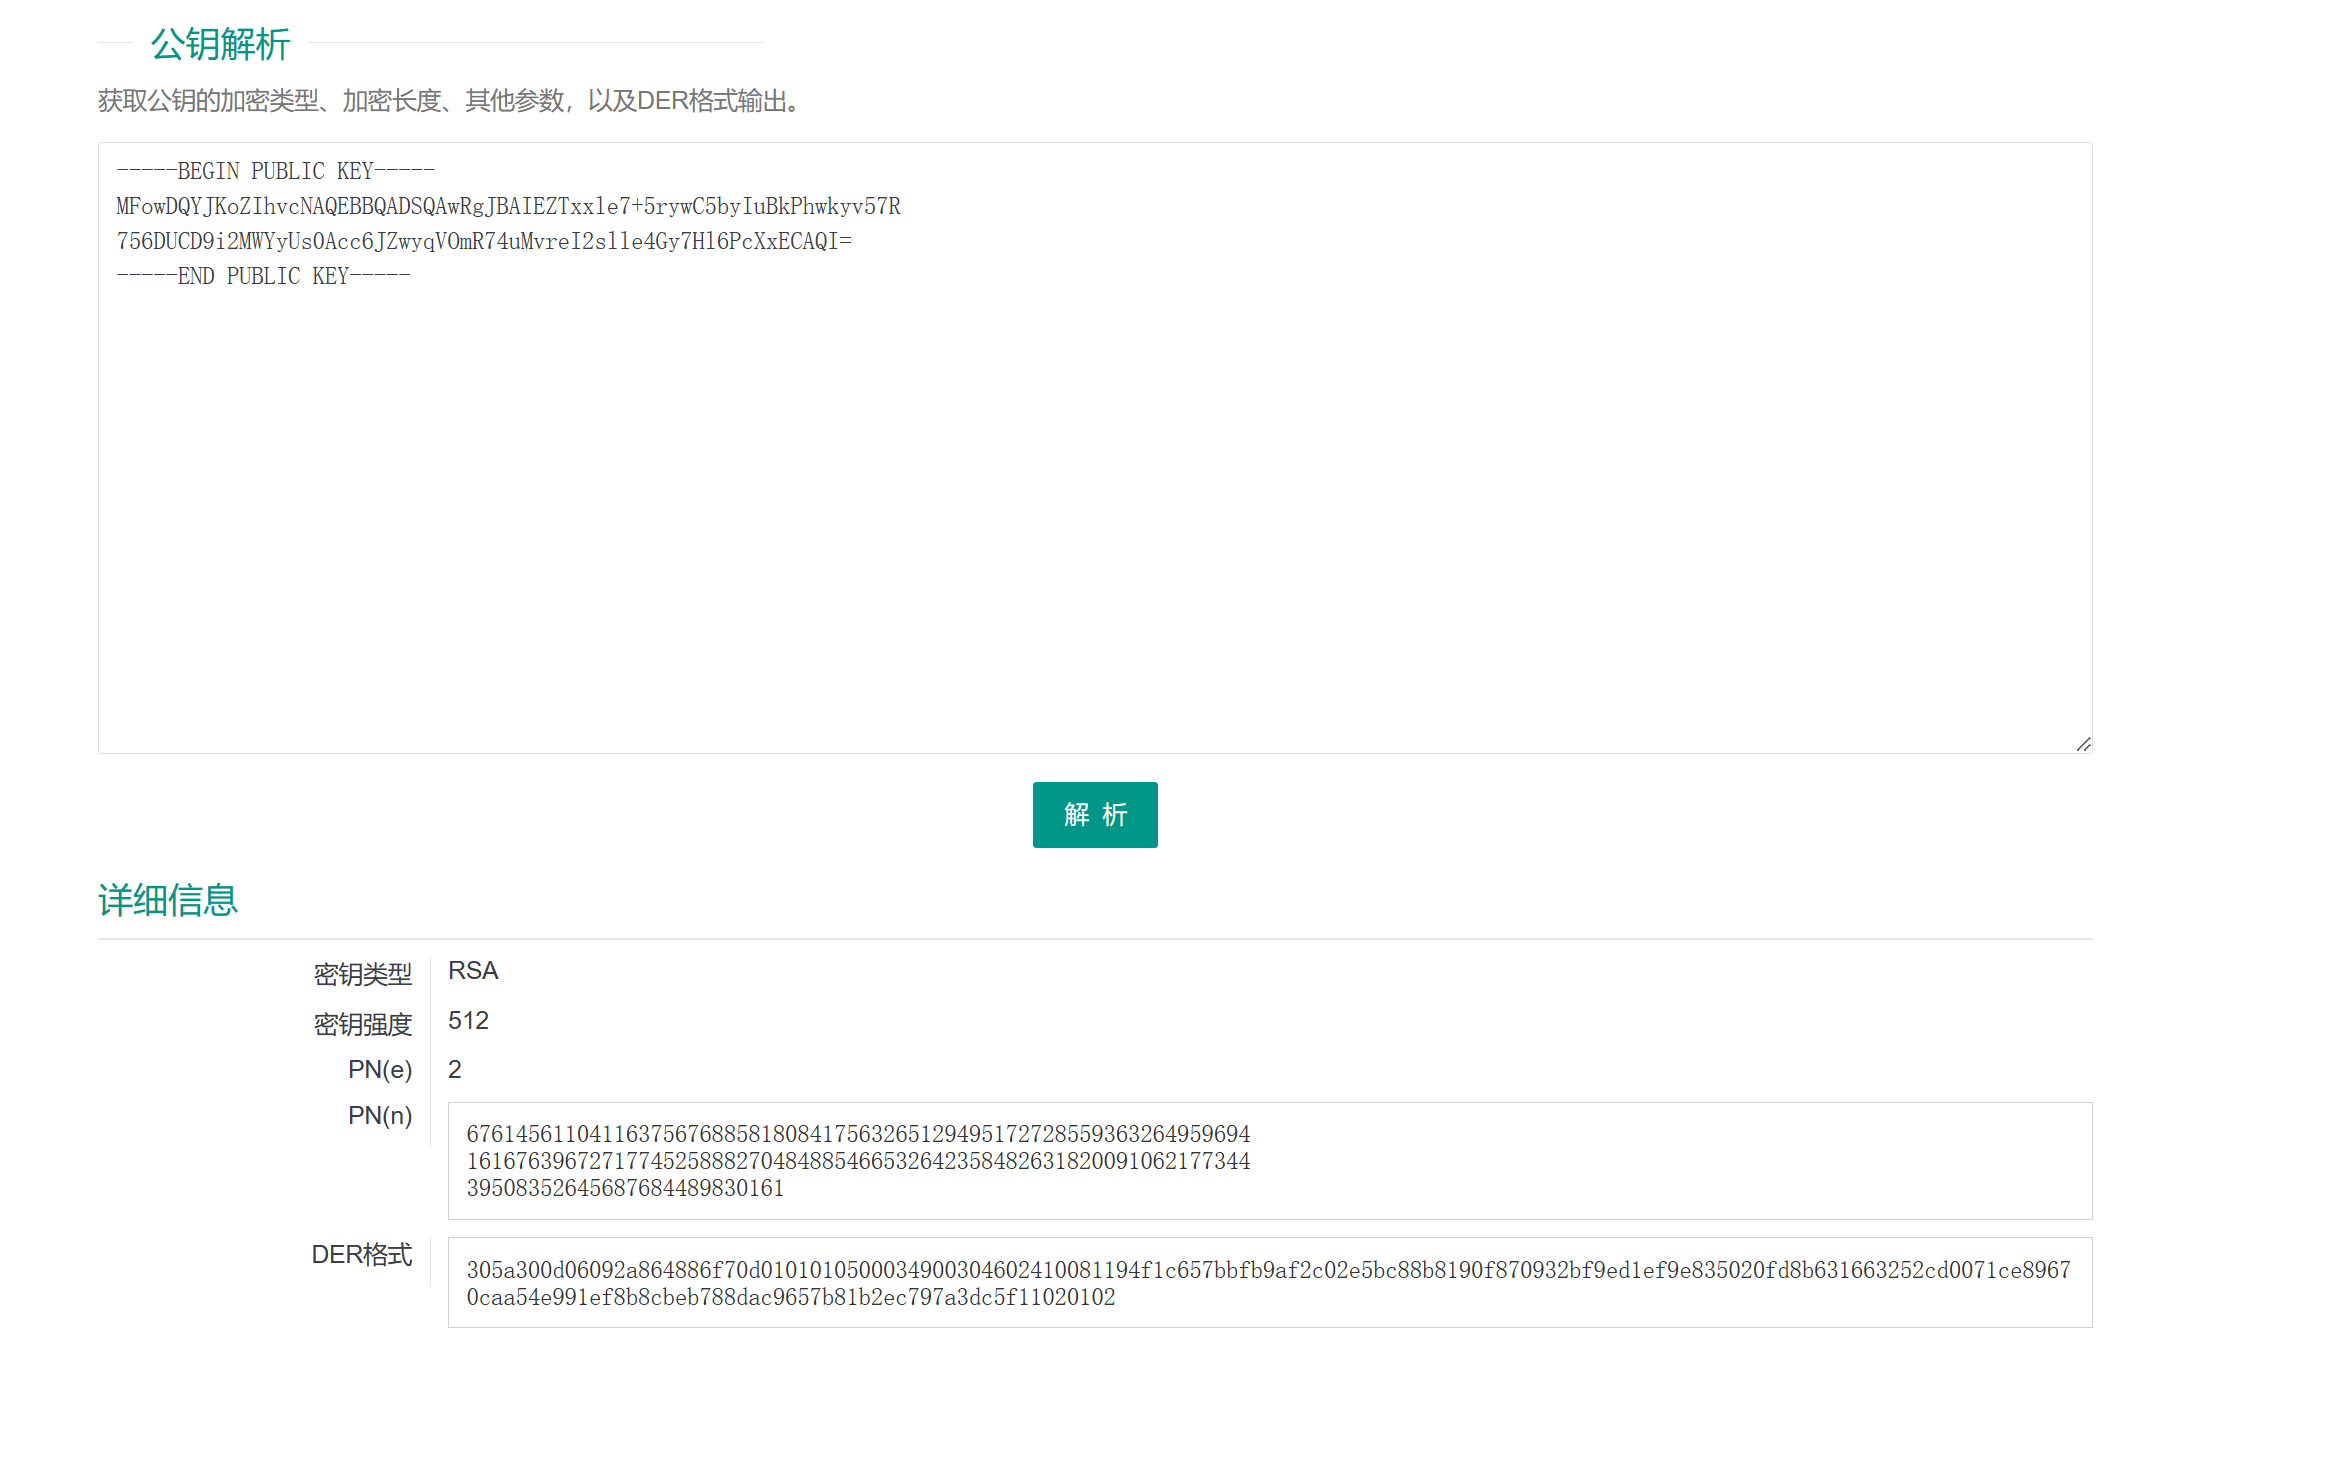 公钥解析
获取公钥的加密类型、加密长度、其他参数，以及DER格式输出。
-----BEGIN PUBLIC KEY-----
MFowDQYJKoZIhvcNAQEBBQADSQAwRgJBAIEZTxxle7+5rywC5byIuBkPhwkyv57R
756DUCD9i2MWYyUs0Acc6JZwyqVOmR74uMvreI2sl1e4Gy7Hl6PcXxECAQI=
-----END PUBLIC KEY-----
解 析
详细信息
密钥类型 RSA
密钥强度 512
PN(e) 2
PN(n)
6761456110411637567688581808417563265129495172728559363264959694
1616763967271774525888270484885466532642358482631820091062177344
39508352645687684489830161
DER格式
305a300d06092a864886f70d0101010500034900304602410081194f1c657bbfb9af2c02e5bc88b8190f870932bf9ed1ef9e835020fd8b631663252cd0071ce8967
0caa54e991ef8b8cbeb788dac9657b81b2ec797a3dc5f11020102